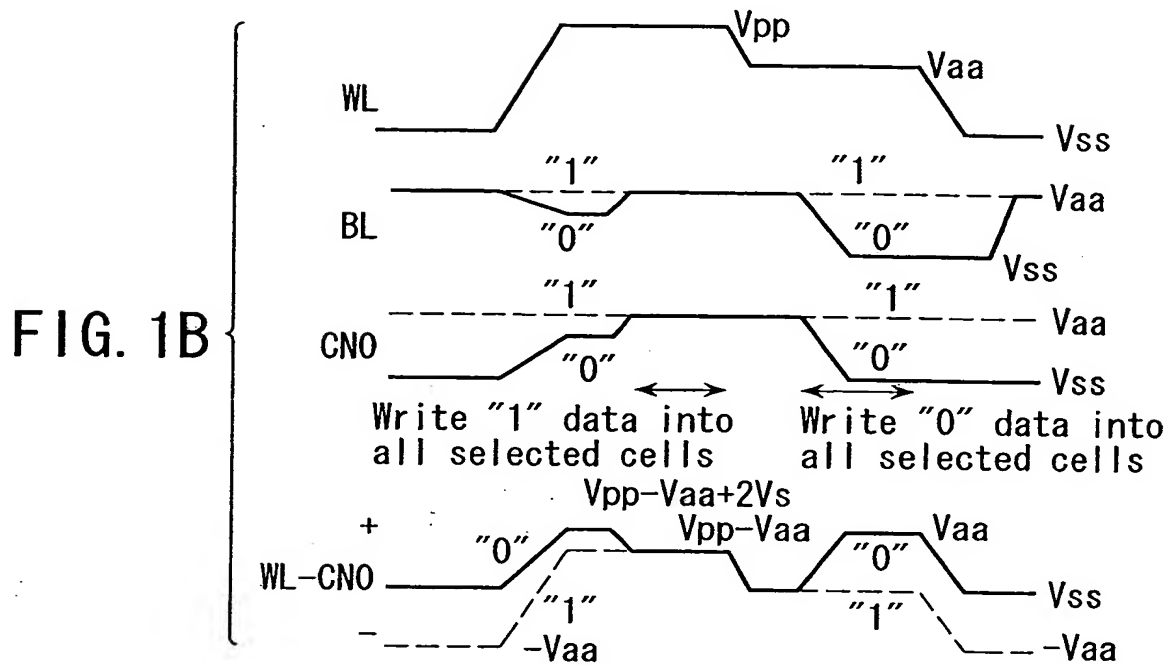 Vpp
Vaa
WL
Vss
"1" "1"
Vaa
BL
"0" "0"
Vss
"1" "1"
FIG. 1B
Vaa
CNO
"0" "0"
Vss
Write "1" data into
all selected cells
Write "0" data into
all selected cells
Vpp-Vaa+2Vs
+
Vpp-Vaa
Vaa
"0" "0"
WL-CNO
Vss
"1" "1"
-
-Vaa
-Vaa